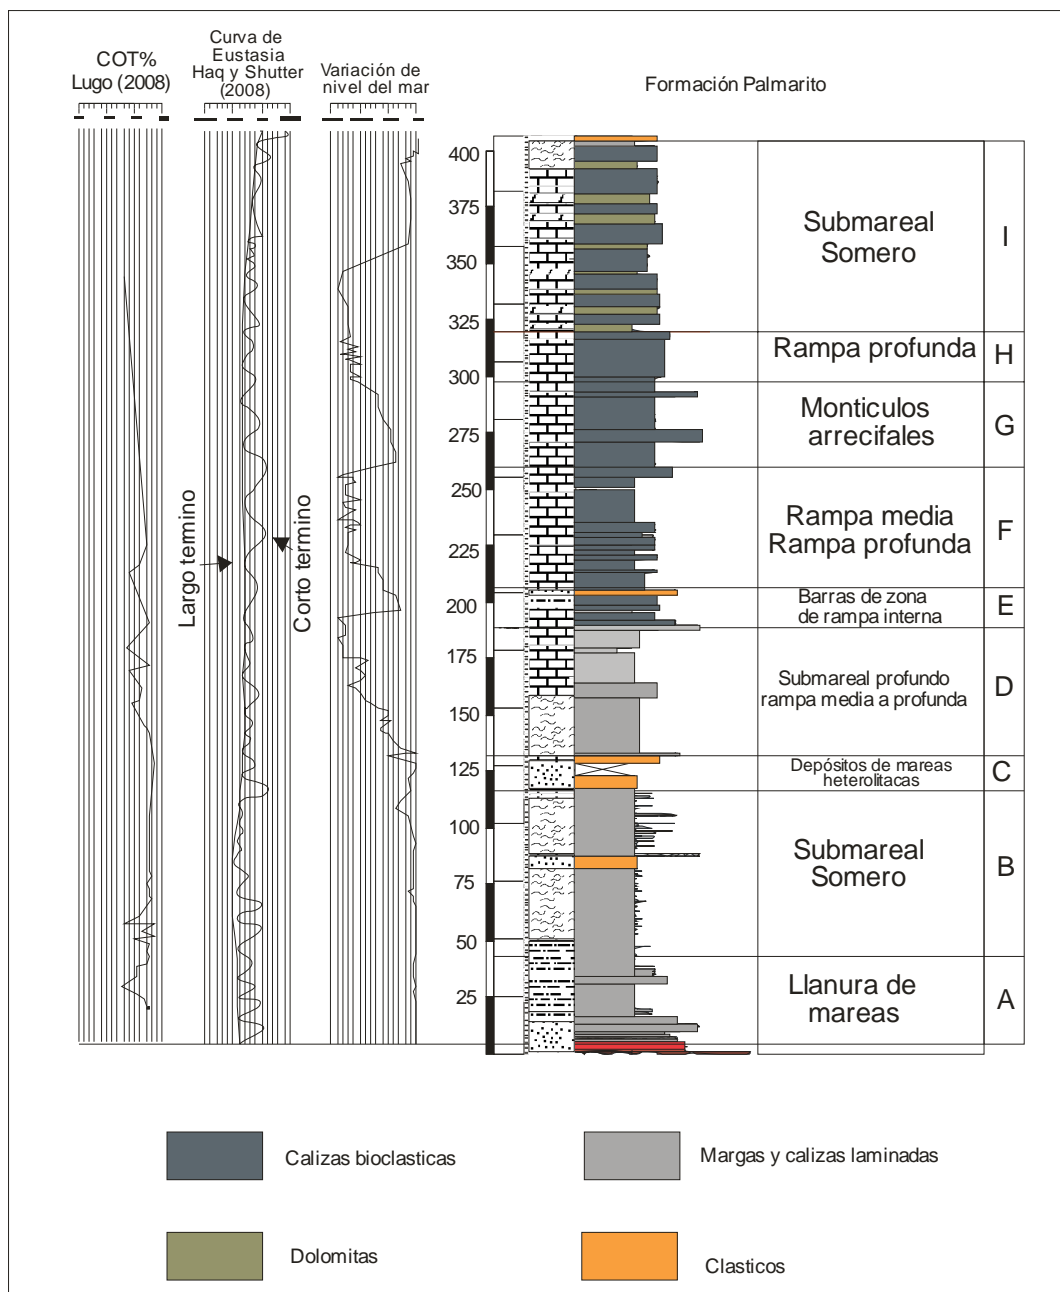 COT%
Lugo (2008)
Curva de
Eustasia
Haq y Shutter
(2008)
Variación de
nivel del mar
Formación Palmarito
400
375
350
325
300
275
250
225
200
175
150
125
100
75
50
25
Largo termino
Corto termino
Submareal
Somero
I
Rampa profunda
H
Monticulos
arrecifales
G
Rampa media
Rampa profunda
F
Barras de zona
de rampa interna
E
Submareal profundo
rampa media a profunda
D
Depósitos de mareas
heterolitacas
C
Submareal
Somero
B
Llanura de
mareas
A
Calizas bioclasticas
Margas y calizas laminadas
Dolomitas
Clasticos